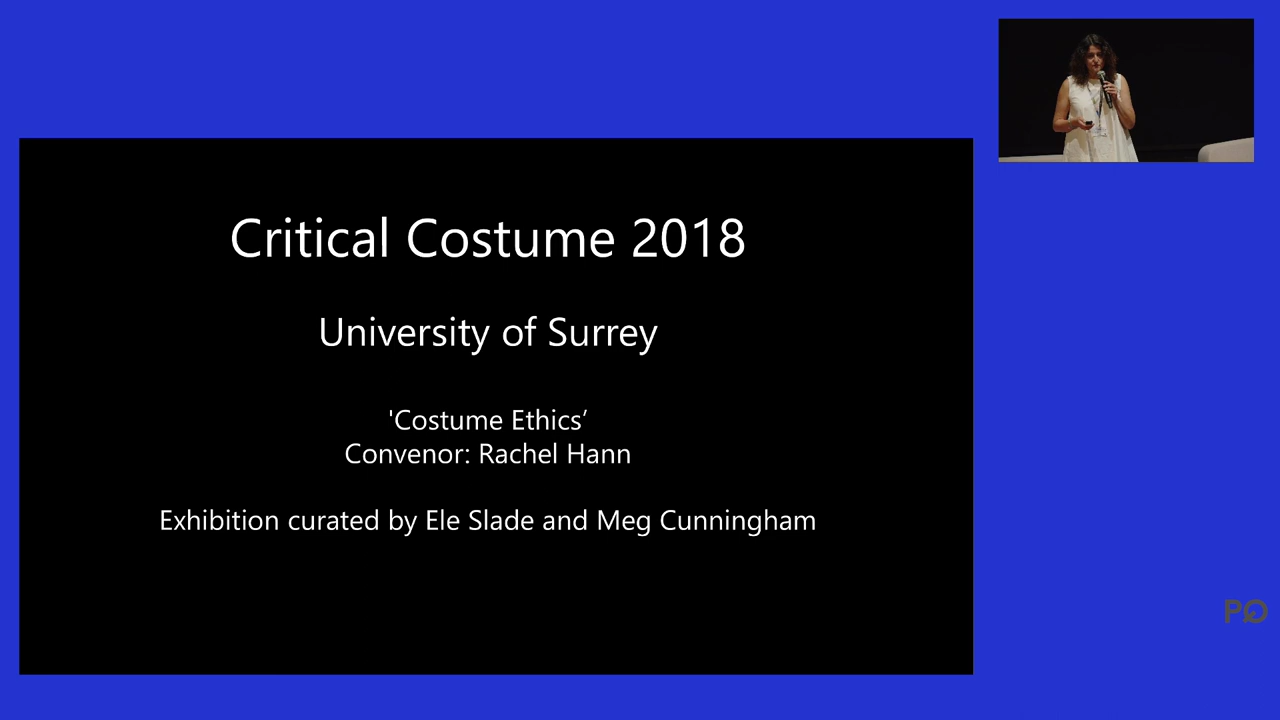 Critical Costume 2018
University of Surrey
'Costume Ethics’
Convenor: Rachel Hann
Exhibition curated by Ele Slade and Meg Cunningham
PQ